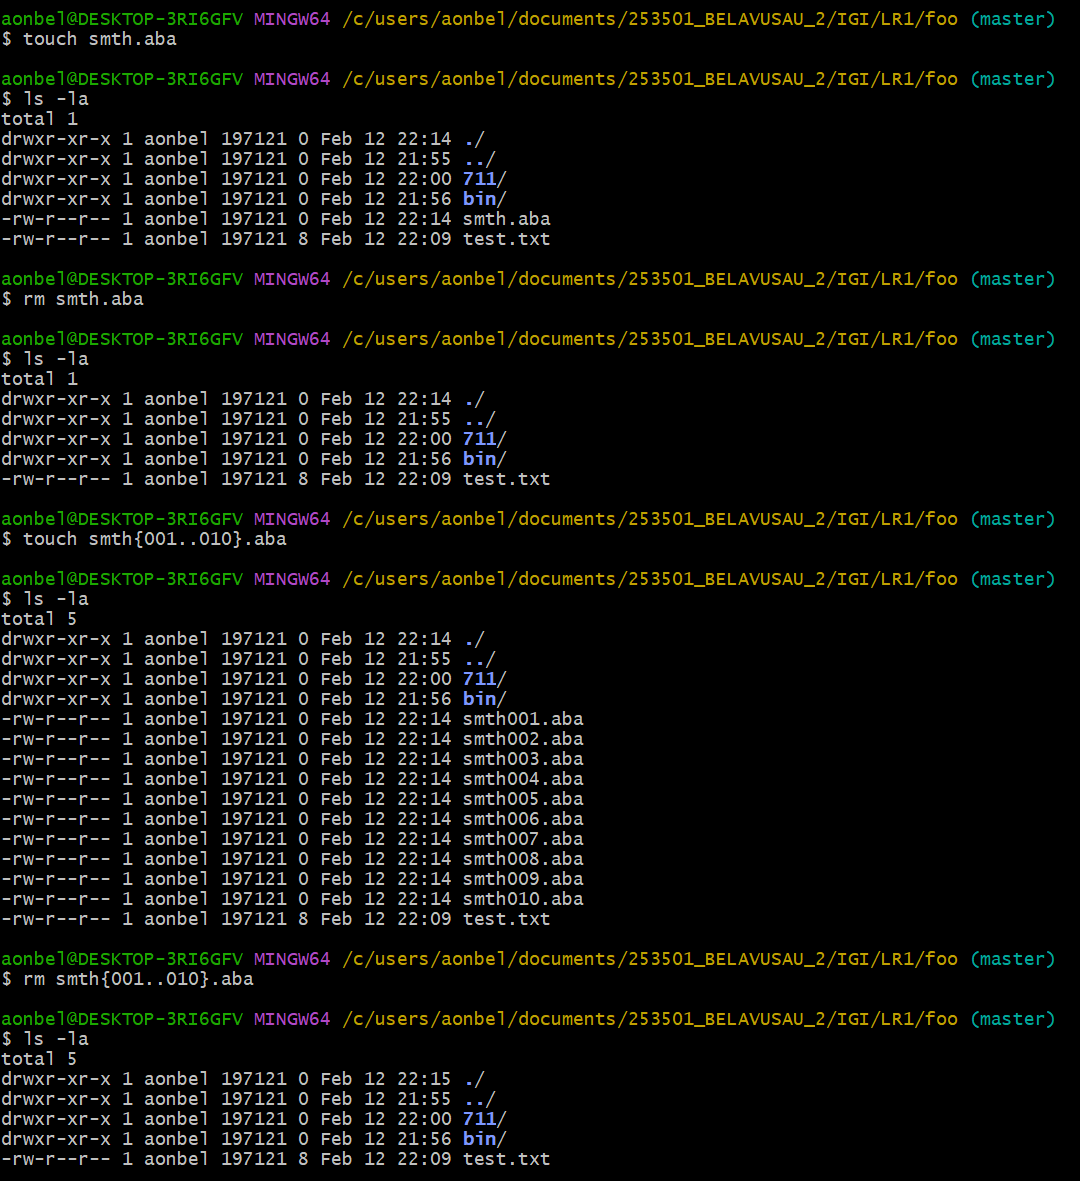 aonbel@DESKTOP-3RI6GFV MINGW64 /c/users/aonbel/documents/253501_BELAVUSAU_2/IGI/LR1/foo (master)
$ touch smth.aba

aonbel@DESKTOP-3RI6GFV MINGW64 /c/users/aonbel/documents/253501_BELAVUSAU_2/IGI/LR1/foo (master)
$ ls -la
total 1
drwxr-xr-x 1 aonbel 197121 0 Feb 12 22:14 ./
drwxr-xr-x 1 aonbel 197121 0 Feb 12 21:55 ../
drwxr-xr-x 1 aonbel 197121 0 Feb 12 22:00 711/
drwxr-xr-x 1 aonbel 197121 0 Feb 12 21:56 bin/
-rw-r--r-- 1 aonbel 197121 0 Feb 12 22:14 smth.aba
-rw-r--r-- 1 aonbel 197121 8 Feb 12 22:09 test.txt

aonbel@DESKTOP-3RI6GFV MINGW64 /c/users/aonbel/documents/253501_BELAVUSAU_2/IGI/LR1/foo (master)
$ rm smth.aba

aonbel@DESKTOP-3RI6GFV MINGW64 /c/users/aonbel/documents/253501_BELAVUSAU_2/IGI/LR1/foo (master)
$ ls -la
total 1
drwxr-xr-x 1 aonbel 197121 0 Feb 12 22:14 ./
drwxr-xr-x 1 aonbel 197121 0 Feb 12 21:55 ../
drwxr-xr-x 1 aonbel 197121 0 Feb 12 22:00 711/
drwxr-xr-x 1 aonbel 197121 0 Feb 12 21:56 bin/
-rw-r--r-- 1 aonbel 197121 8 Feb 12 22:09 test.txt

aonbel@DESKTOP-3RI6GFV MINGW64 /c/users/aonbel/documents/253501_BELAVUSAU_2/IGI/LR1/foo (master)
$ touch smth{001..010}.aba

aonbel@DESKTOP-3RI6GFV MINGW64 /c/users/aonbel/documents/253501_BELAVUSAU_2/IGI/LR1/foo (master)
$ ls -la
total 5
drwxr-xr-x 1 aonbel 197121 0 Feb 12 22:14 ./
drwxr-xr-x 1 aonbel 197121 0 Feb 12 21:55 ../
drwxr-xr-x 1 aonbel 197121 0 Feb 12 22:00 711/
drwxr-xr-x 1 aonbel 197121 0 Feb 12 21:56 bin/
-rw-r--r-- 1 aonbel 197121 0 Feb 12 22:14 smth001.aba
-rw-r--r-- 1 aonbel 197121 0 Feb 12 22:14 smth002.aba
-rw-r--r-- 1 aonbel 197121 0 Feb 12 22:14 smth003.aba
-rw-r--r-- 1 aonbel 197121 0 Feb 12 22:14 smth004.aba
-rw-r--r-- 1 aonbel 197121 0 Feb 12 22:14 smth005.aba
-rw-r--r-- 1 aonbel 197121 0 Feb 12 22:14 smth006.aba
-rw-r--r-- 1 aonbel 197121 0 Feb 12 22:14 smth007.aba
-rw-r--r-- 1 aonbel 197121 0 Feb 12 22:14 smth008.aba
-rw-r--r-- 1 aonbel 197121 0 Feb 12 22:14 smth009.aba
-rw-r--r-- 1 aonbel 197121 0 Feb 12 22:14 smth010.aba
-rw-r--r-- 1 aonbel 197121 8 Feb 12 22:09 test.txt

aonbel@DESKTOP-3RI6GFV MINGW64 /c/users/aonbel/documents/253501_BELAVUSAU_2/IGI/LR1/foo (master)
$ rm smth{001..010}.aba

aonbel@DESKTOP-3RI6GFV MINGW64 /c/users/aonbel/documents/253501_BELAVUSAU_2/IGI/LR1/foo (master)
$ ls -la
total 5
drwxr-xr-x 1 aonbel 197121 0 Feb 12 22:15 ./
drwxr-xr-x 1 aonbel 197121 0 Feb 12 21:55 ../
drwxr-xr-x 1 aonbel 197121 0 Feb 12 22:00 711/
drwxr-xr-x 1 aonbel 197121 0 Feb 12 21:56 bin/
-rw-r--r-- 1 aonbel 197121 8 Feb 12 22:09 test.txt